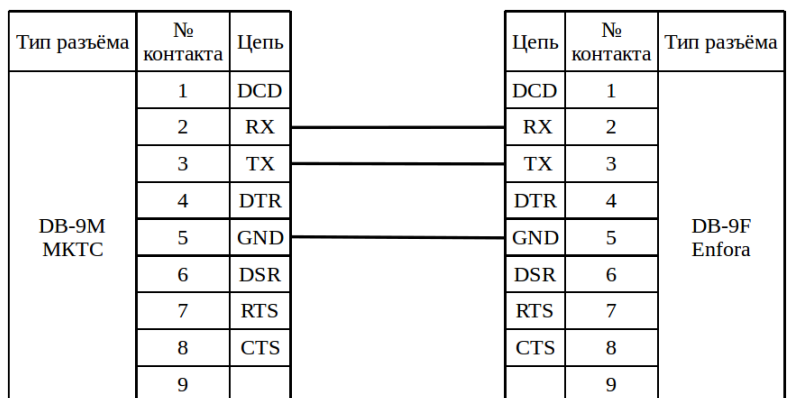 Тип разъёма № контакта Цепь Цепь № контакта Тип разъёма
DB-9M МКТС
1 DCD DCD 1
2 RX RX 2
3 TX TX 3
4 DTR DTR 4
5 GND GND 5
6 DSR DSR 6
7 RTS RTS 7
8 CTS CTS 8
9 9
DB-9F Enfora